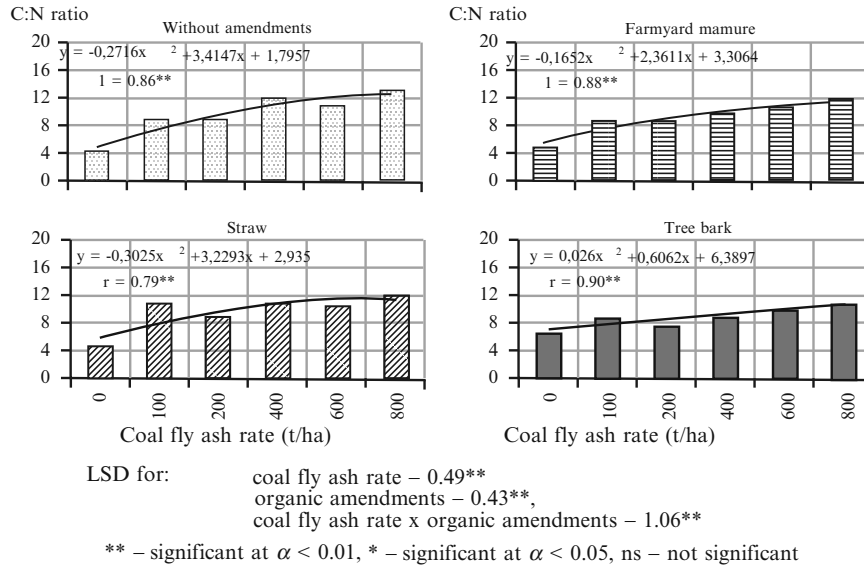 C:N ratio
Without amendments
20
16
12
8
4
0
y = -0,2716x 2 +3,4147x + 1,7957
1 = 0.86**
C:N ratio
Farmyard mamure
20
16
12
8
4
0
y = -0,1652x 2 +2,3611x + 3,3064
1 = 0.88**
Straw
20
16
12
8
4
0
y = -0,3025x 2 +3,2293x + 2,935
r = 0.79**
0 100 200 400 600 800
Coal fly ash rate (t/ha)
Tree bark
20
16
12
8
4
0
y = 0,026x 2 +0,6062x + 6,3897
r = 0.90**
0 100 200 400 600 800
Coal fly ash rate (t/ha)
LSD for: coal fly ash rate – 0.49**
organic amendments – 0.43**,
coal fly ash rate x organic amendments – 1.06**
** – significant at α < 0.01, * – significant at α < 0.05, ns – not significant